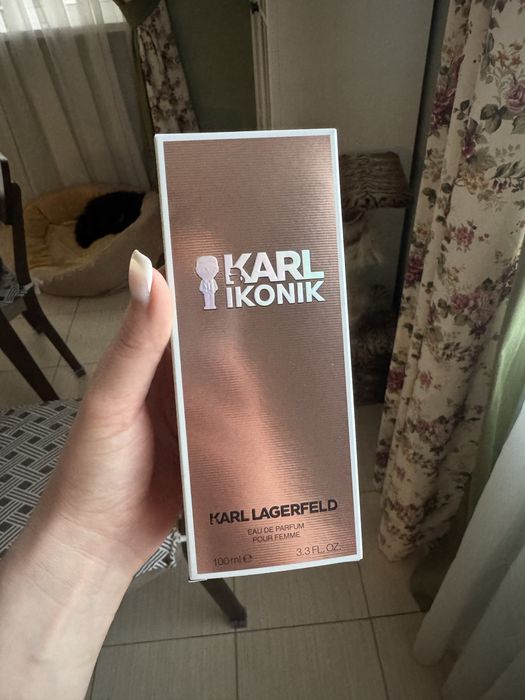 KARL
IKONIK
KARL LAGERFELD
EAU DE PARFUM
POUR FEMME
100 ml ℮ 3.3 FL. OZ.